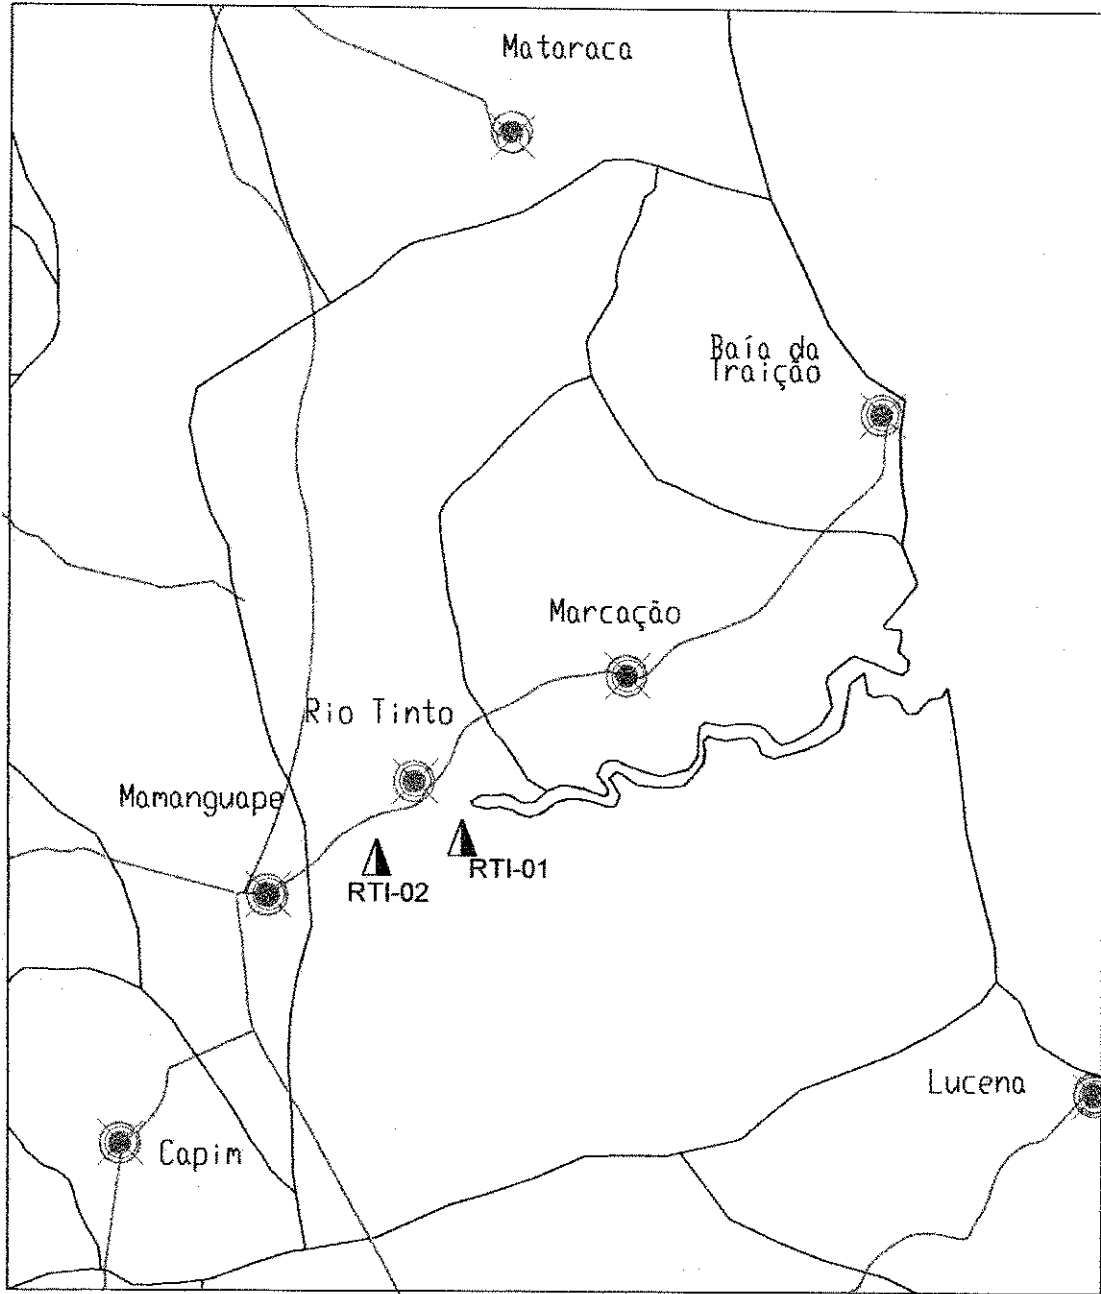 Mataraca
Baía da
Traição
Marcação
Rio Tinto
Mamanguape
RTI-01
RTI-02
Lucena
Capim